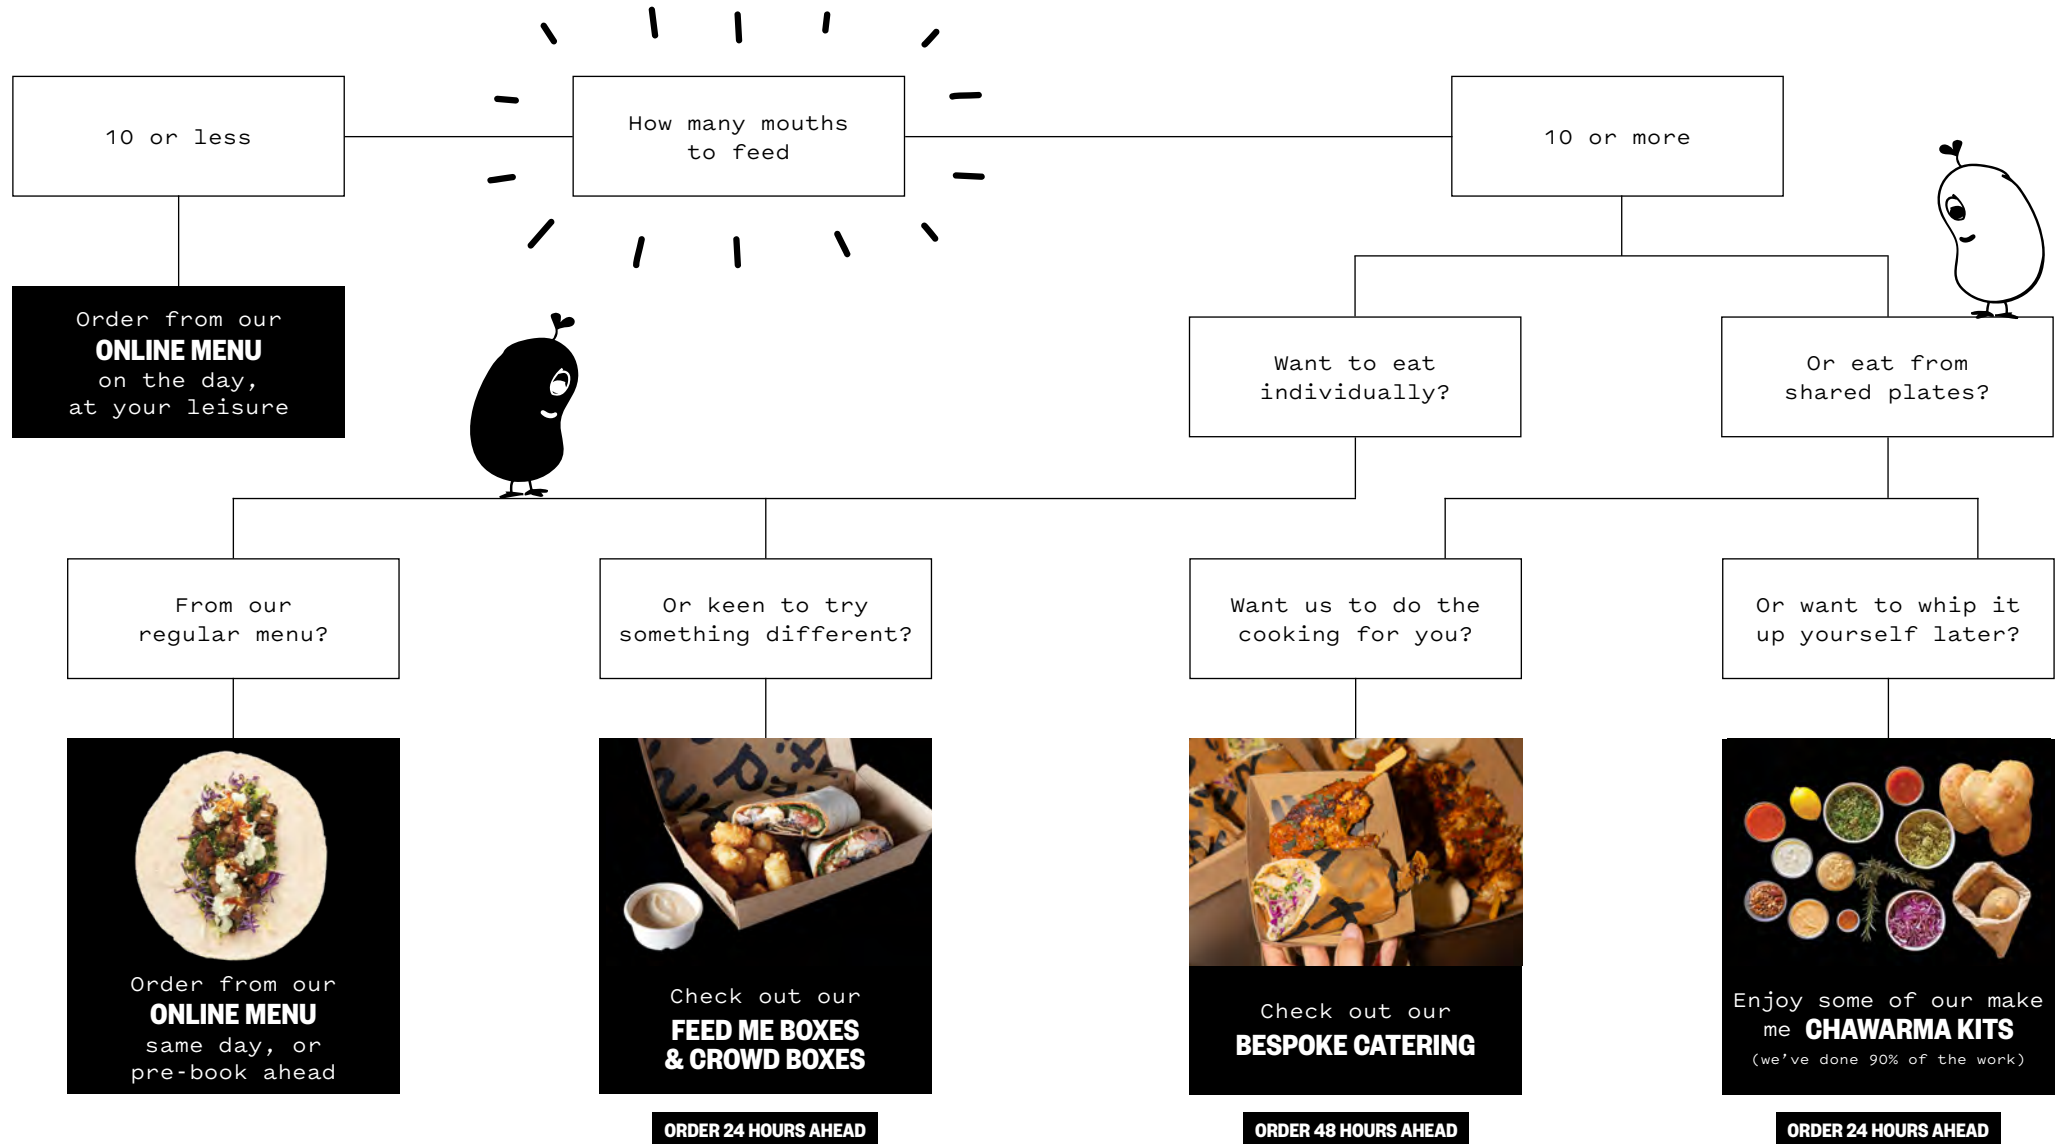 10 or less
How many mouths
to feed
10 or more
Order from our
ONLINE MENU
on the day,
at your leisure
Want to eat
individually?
Or eat from
shared plates?
From our
regular menu?
Or keen to try
something different?
Want us to do the
cooking for you?
Or want to whip it
up yourself later?
Order from our
ONLINE MENU
same day, or
pre-book ahead
Check out our
FEED ME BOXES
& CROWD BOXES
ORDER 24 HOURS AHEAD
Check out our
BESPOKE CATERING
ORDER 48 HOURS AHEAD
Enjoy some of our make
me CHAWARMA KITS
(we've done 90% of the work)
ORDER 24 HOURS AHEAD